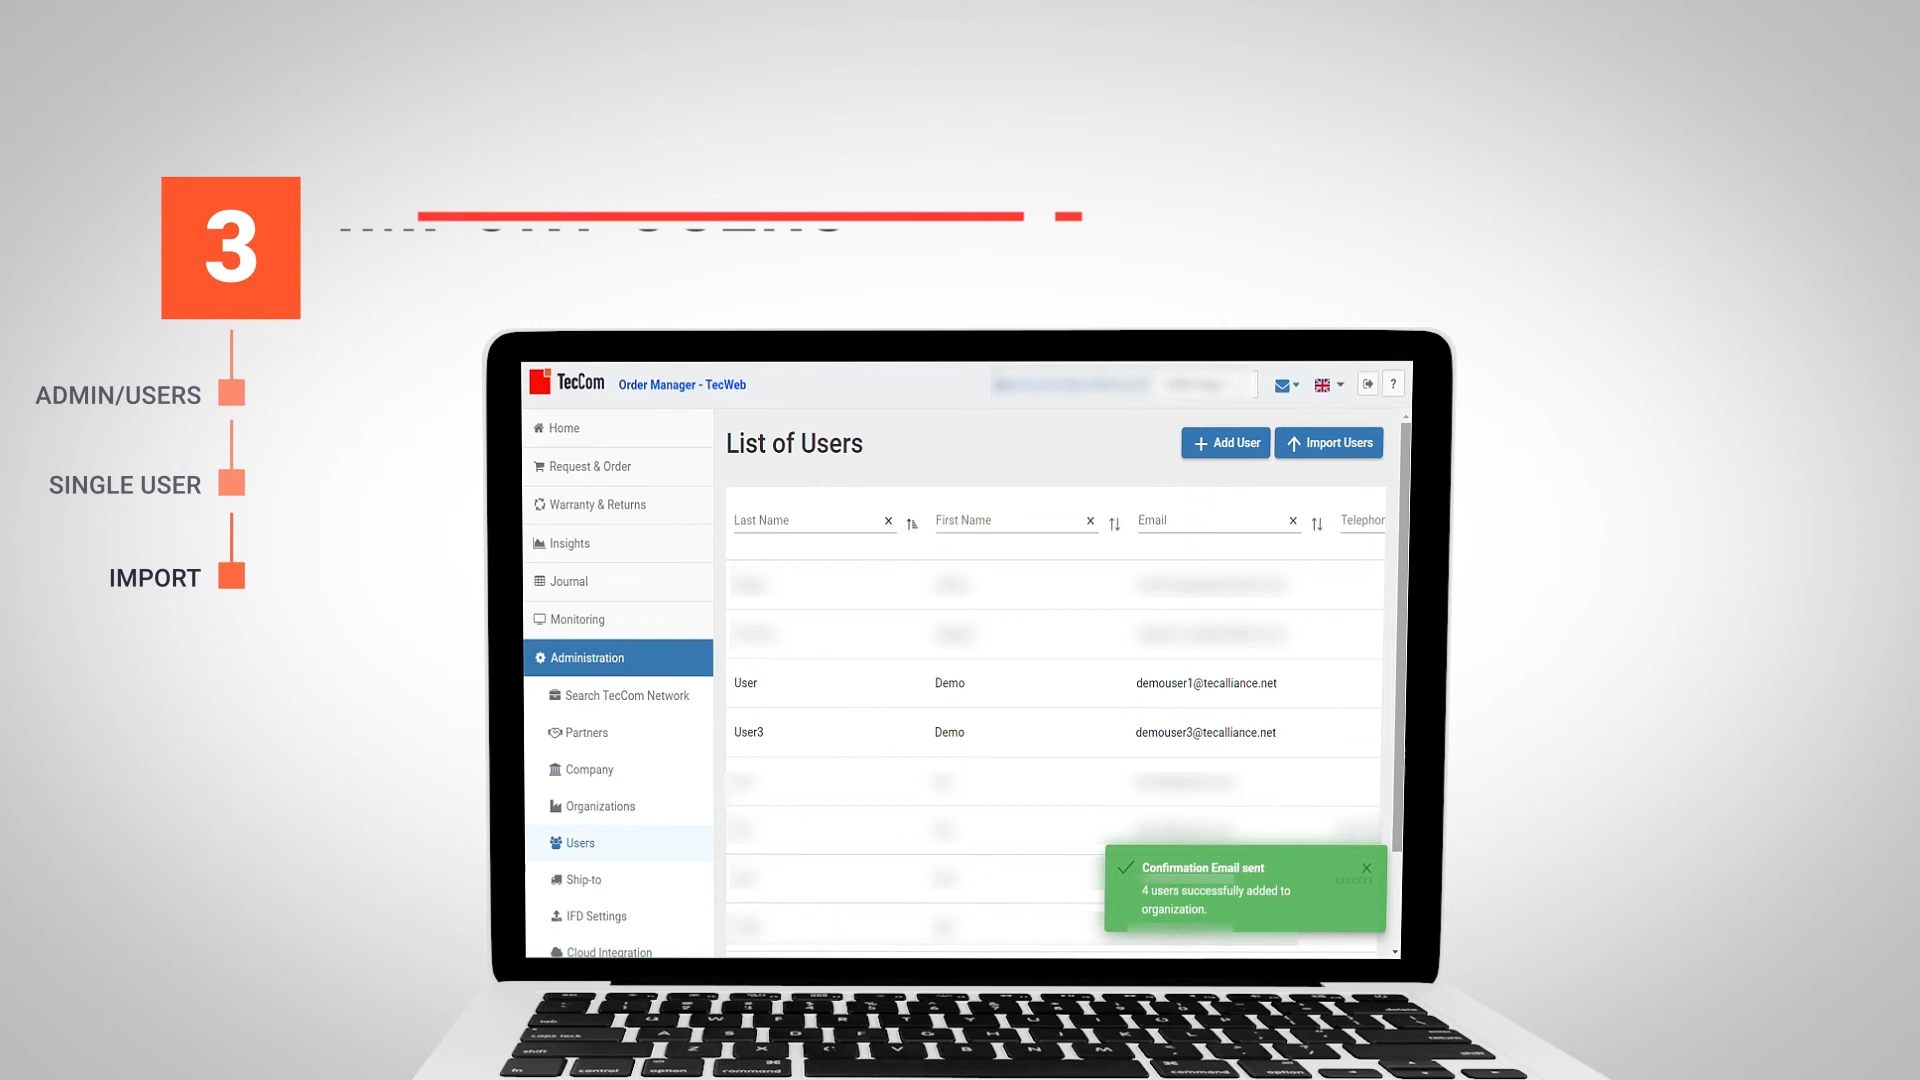 3
ADMIN/USERS
SINGLE USER
IMPORT
TecCom
Order Manager - TecWeb
?
Home
Request & Order
Warranty & Returns
Insights
Journal
Monitoring
Administration
Search TecCom Network
Partners
Company
Organizations
Users
Ship-to
IFD Settings
Cloud Integration
List of Users
Add User
Import Users
Last Name
First Name
Email
Telephon
User Demo demouser1@tecalliance.net
User3 Demo demouser3@tecalliance.net
Confirmation Email sent
4 users successfully added to
organization.